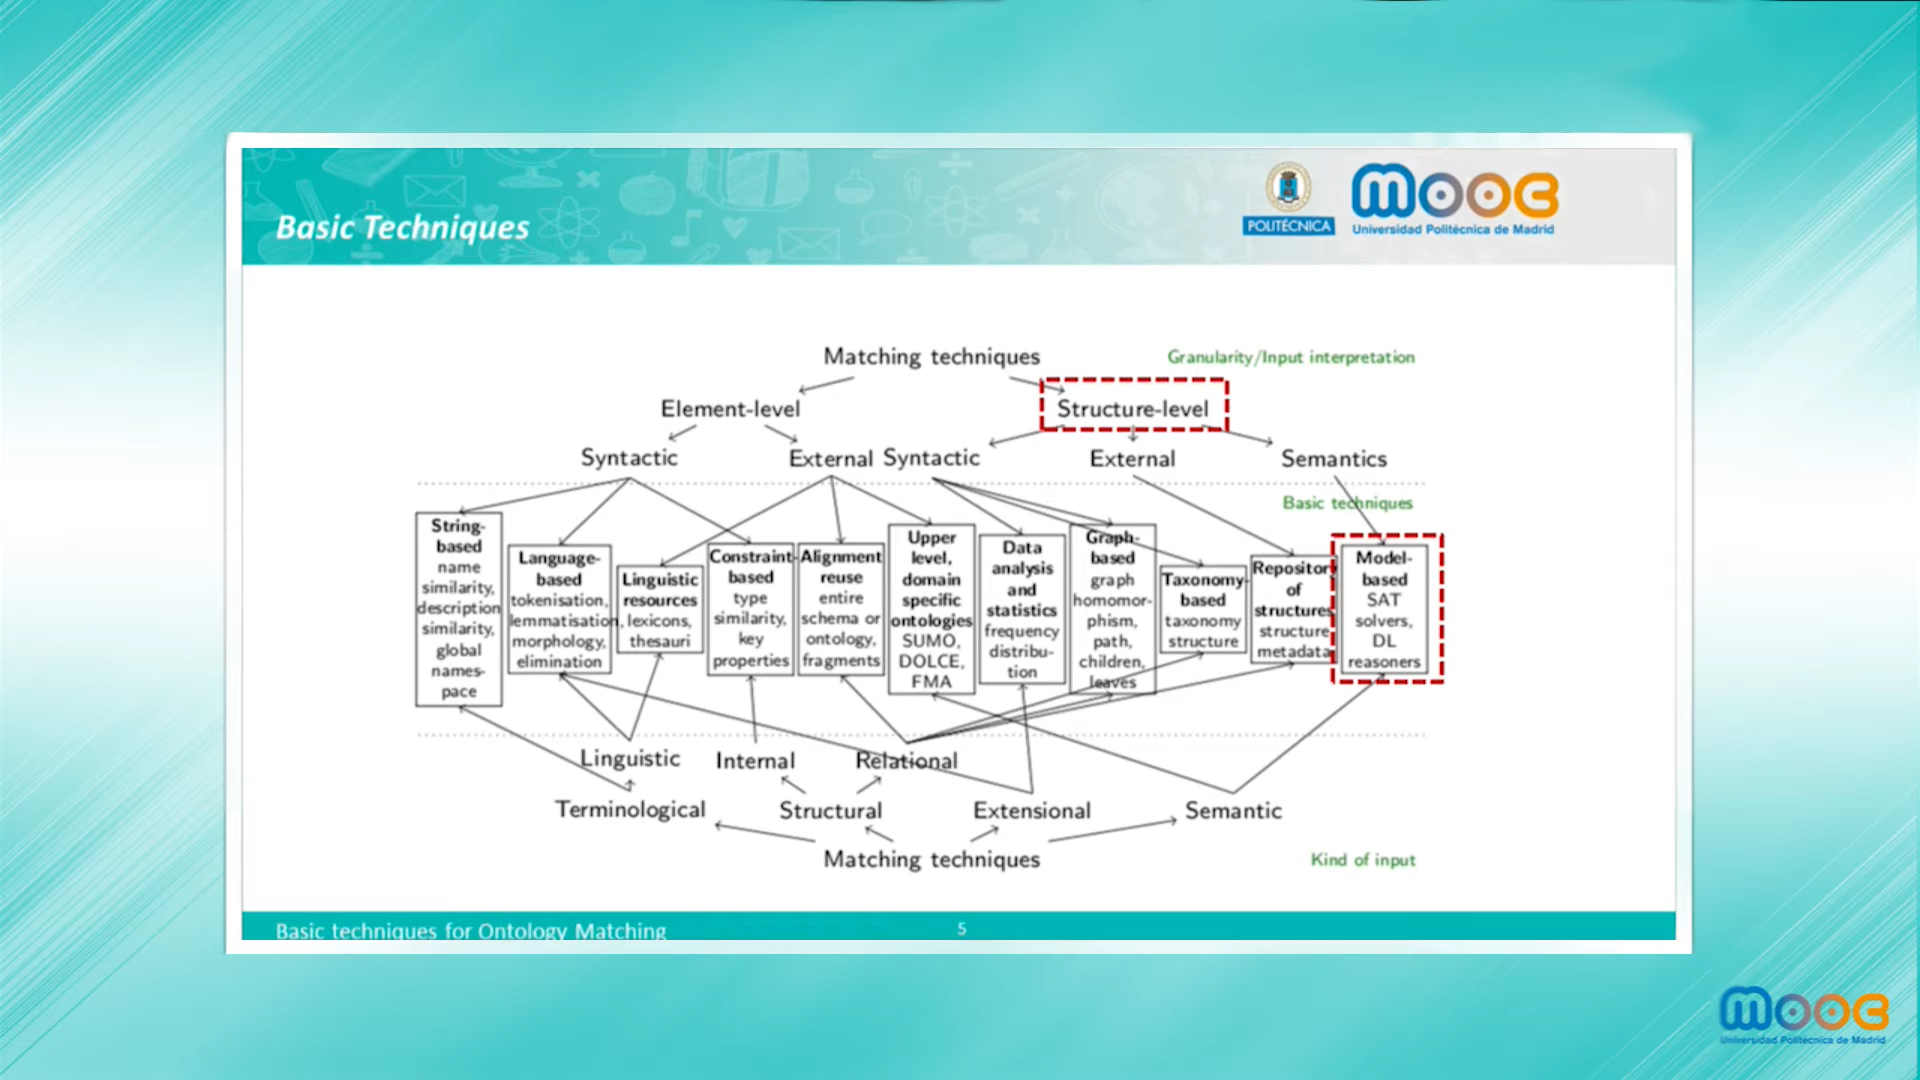 Basic Techniques
POLITÉCNICA
MOOC
Universidad Politécnica de Madrid
Matching techniques
Granularity/Input interpretation
Element-level
Structure-level
Syntactic
External
Syntactic
External
Semantics
Basic techniques
String-
based
name
similarity,
description
similarity,
global
names-
pace
Language-
based
tokenisation,
lemmatisation,
morphology,
elimination
Linguistic
resources
lexicons,
thesauri
Constraint-
based
type
similarity,
key
properties
Alignment
reuse
entire
schema or
ontology,
fragments
Upper
level,
domain
specific
ontologies
SUMO,
DOLCE,
FMA
Data
analysis
and
statistics
frequency
distribu-
tion
Graph-
based
graph
homomor-
phism,
path,
children,
leaves
Taxonomy-
based
taxonomy
structure
Repository
of
structures
structure
metadata
Model-
based
SAT
solvers,
DL
reasoners
Linguistic
Internal
Relational
Terminological
Structural
Extensional
Semantic
Matching techniques
Kind of input
Basic techniques for Ontology Matching
5
MOOC
Universidad Politécnica de Madrid